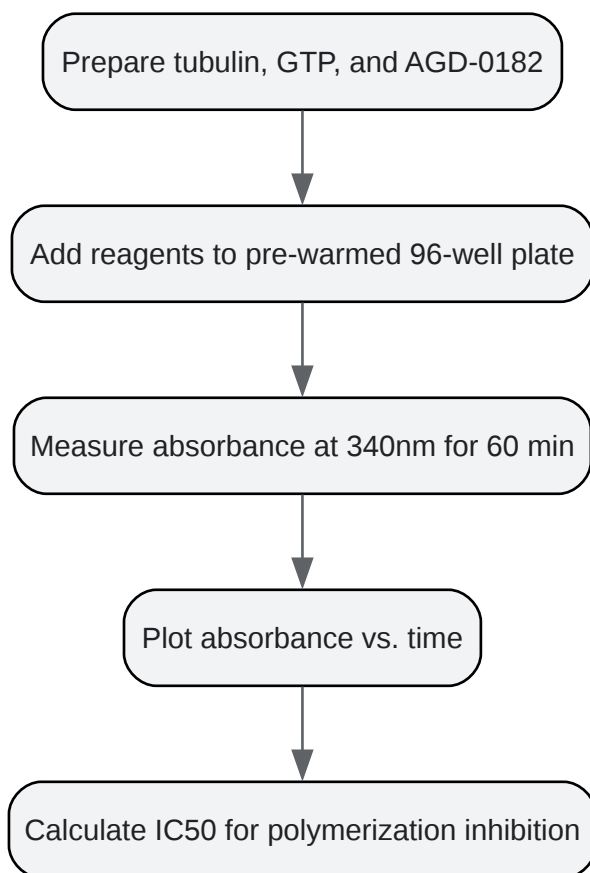 Prepare tubulin, GTP, and AGD-0182
Add reagents to pre-warmed 96-well plate
Measure absorbance at 340nm for 60 min
Plot absorbance vs. time
Calculate IC50 for polymerization inhibition